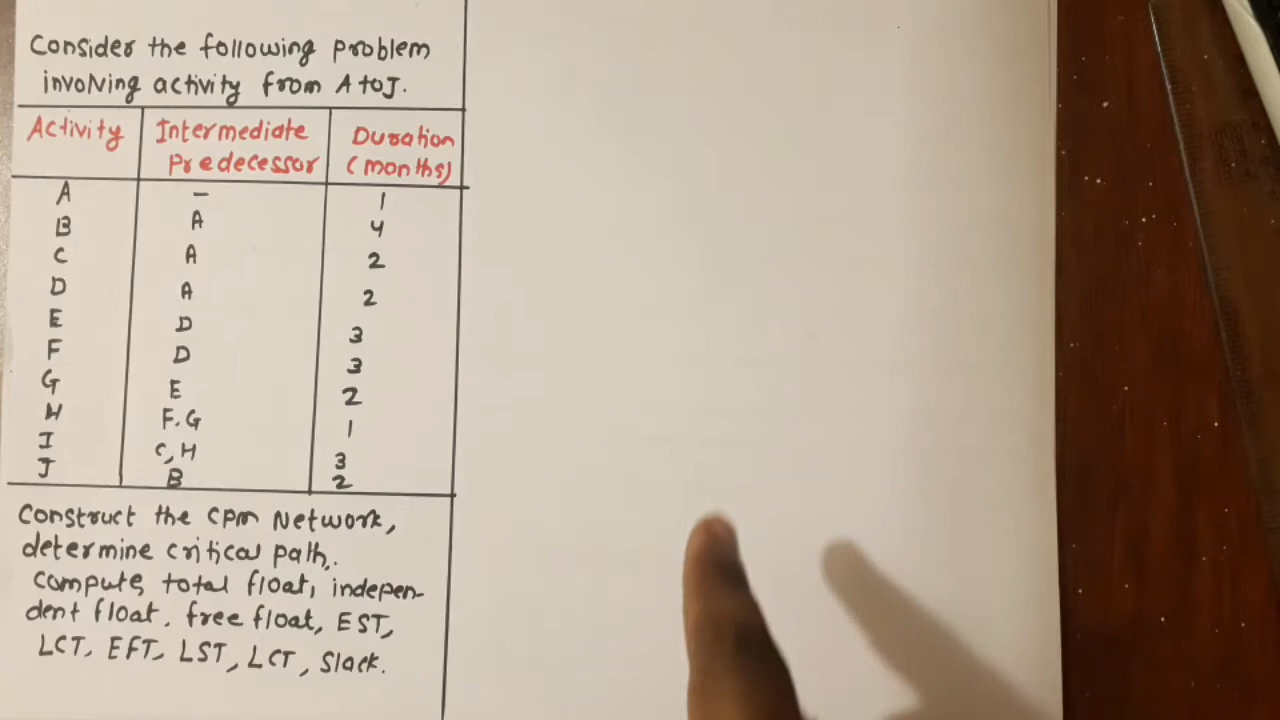 Consider the following problem
involving activity from A to J.
Activity Intermediate Predecessor Duration (months)
A - 1
B A 4
C A 2
D A 2
E D 3
F D 3
G E 2
H F, G 1
I C, H 3
J B 2
Construct the CPM Network,
determine critical path.
compute total float, indepen-
dent float, free float, EST,
LCT, EFT, LST, LCT, Slack.